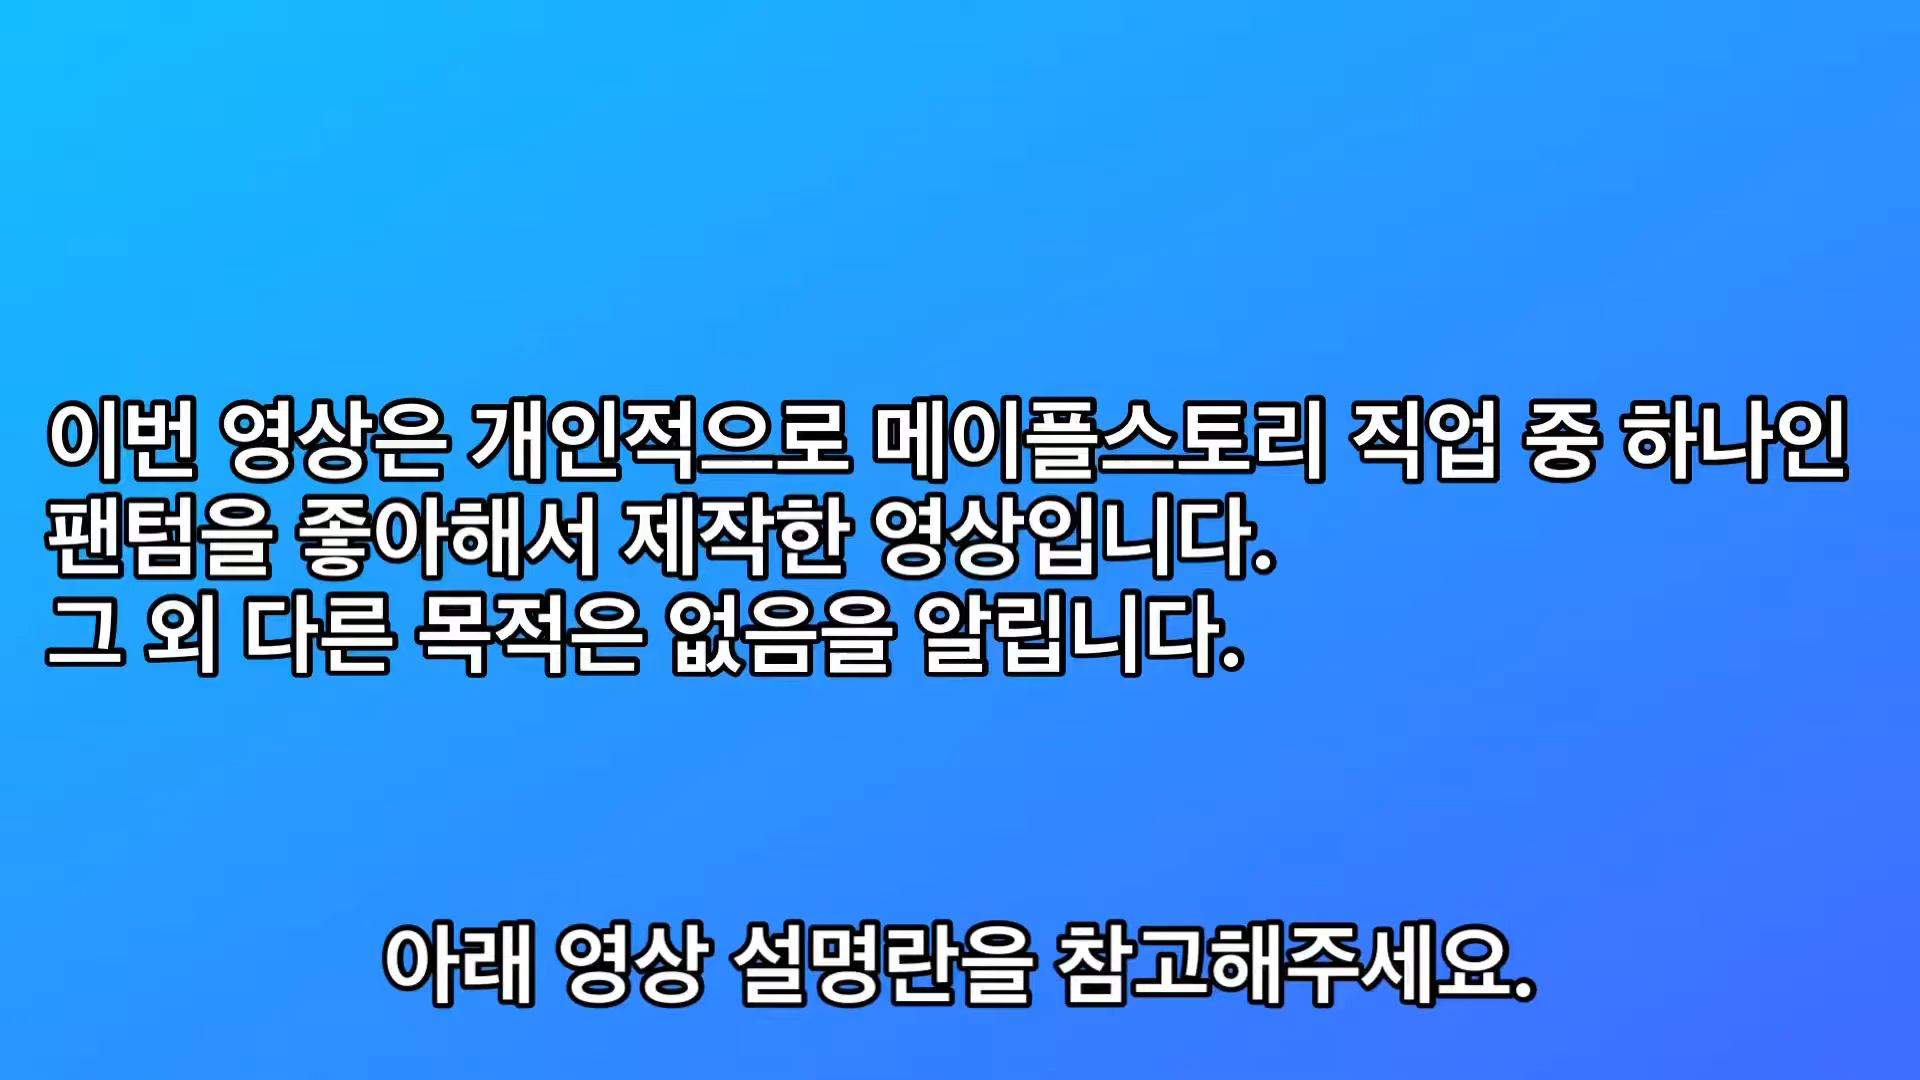 이번 영상은 개인적으로 메이플스토리 직업 중 하나인
팬텀을 좋아해서 제작한 영상입니다.
그 외 다른 목적은 없음을 알립니다.
아래 영상 설명란을 참고해주세요.